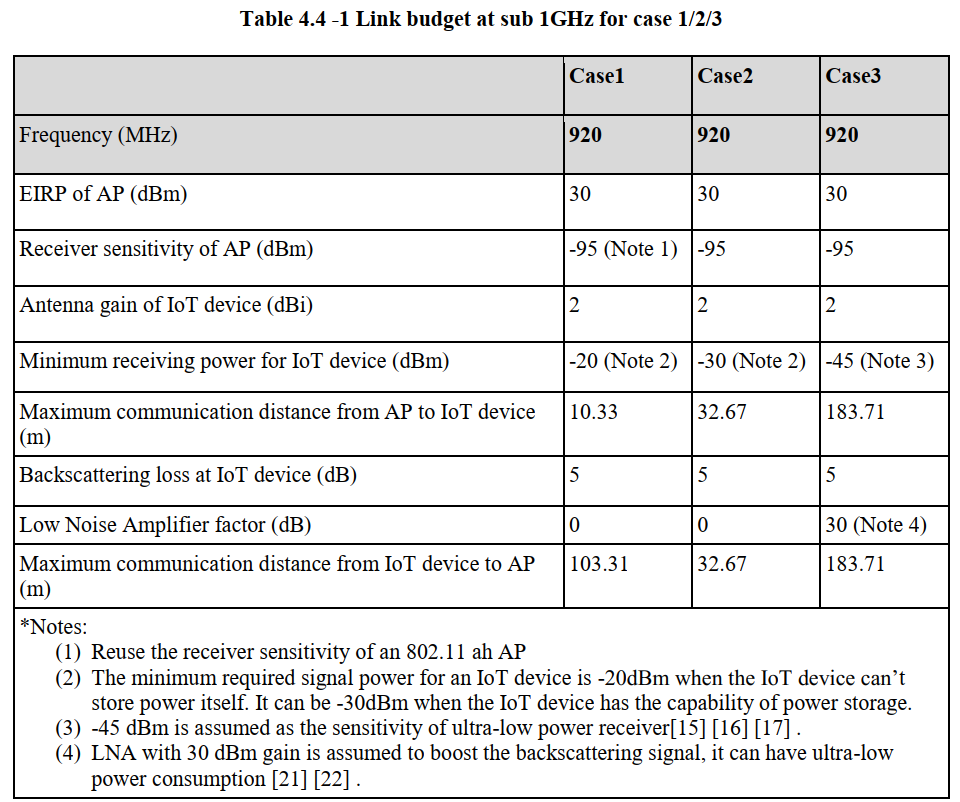 Table 4.4 -1 Link budget at sub 1GHz for case 1/2/3
Case1 Case2 Case3
Frequency (MHz) 920 920 920
EIRP of AP (dBm) 30 30 30
Receiver sensitivity of AP (dBm) -95 (Note 1) -95 -95
Antenna gain of IoT device (dBi) 2 2 2
Minimum receiving power for IoT device (dBm) -20 (Note 2) -30 (Note 2) -45 (Note 3)
Maximum communication distance from AP to IoT device 10.33 32.67 183.71
(m)
Backscattering loss at IoT device (dB) 5 5 5
Low Noise Amplifier factor (dB) 0 0 30 (Note 4)
Maximum communication distance from IoT device to AP 103.31 32.67 183.71
(m)
*Notes:
(1) Reuse the receiver sensitivity of an 802.11 ah AP
(2) The minimum required signal power for an IoT device is -20dBm when the IoT device can’t
store power itself. It can be -30dBm when the IoT device has the capability of power storage.
(3) -45 dBm is assumed as the sensitivity of ultra-low power receiver[15] [16] [17] .
(4) LNA with 30 dBm gain is assumed to boost the backscattering signal, it can have ultra-low
power consumption [21] [22] .